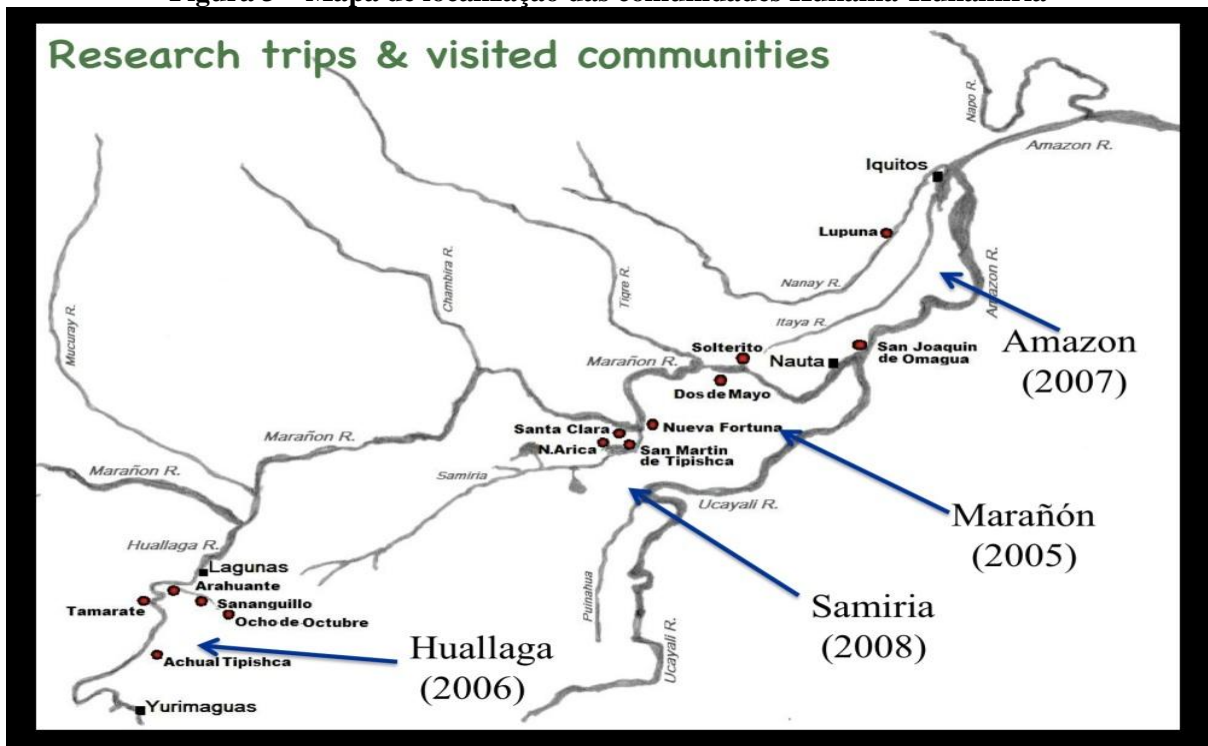 Research trips & visited communities
Napo R.
Amazon R.
Iquitos
Lupuna
Nanay R.
Amazon R.
Itaya R.
Tigre R.
Chambira R.
Mucuray R.
Amazon
(2007)
Solterito
San Joaquin
de Omagua
Nauta
Marañon R.
Dos de Mayo
Santa Clara
Nueva Fortuna
N.Arica
San Martin
de Tipishca
Marañon R.
Marañon R.
Samiria
Ucayali R.
Marañón
(2005)
Huallaga R.
Lagunas
Arahuante
Tamarate
Sananguillo
Ocho de Octubre
Puinahua
Samiria
(2008)
Ucayali R.
Achual Tipishca
Huallaga
(2006)
Yurimaguas